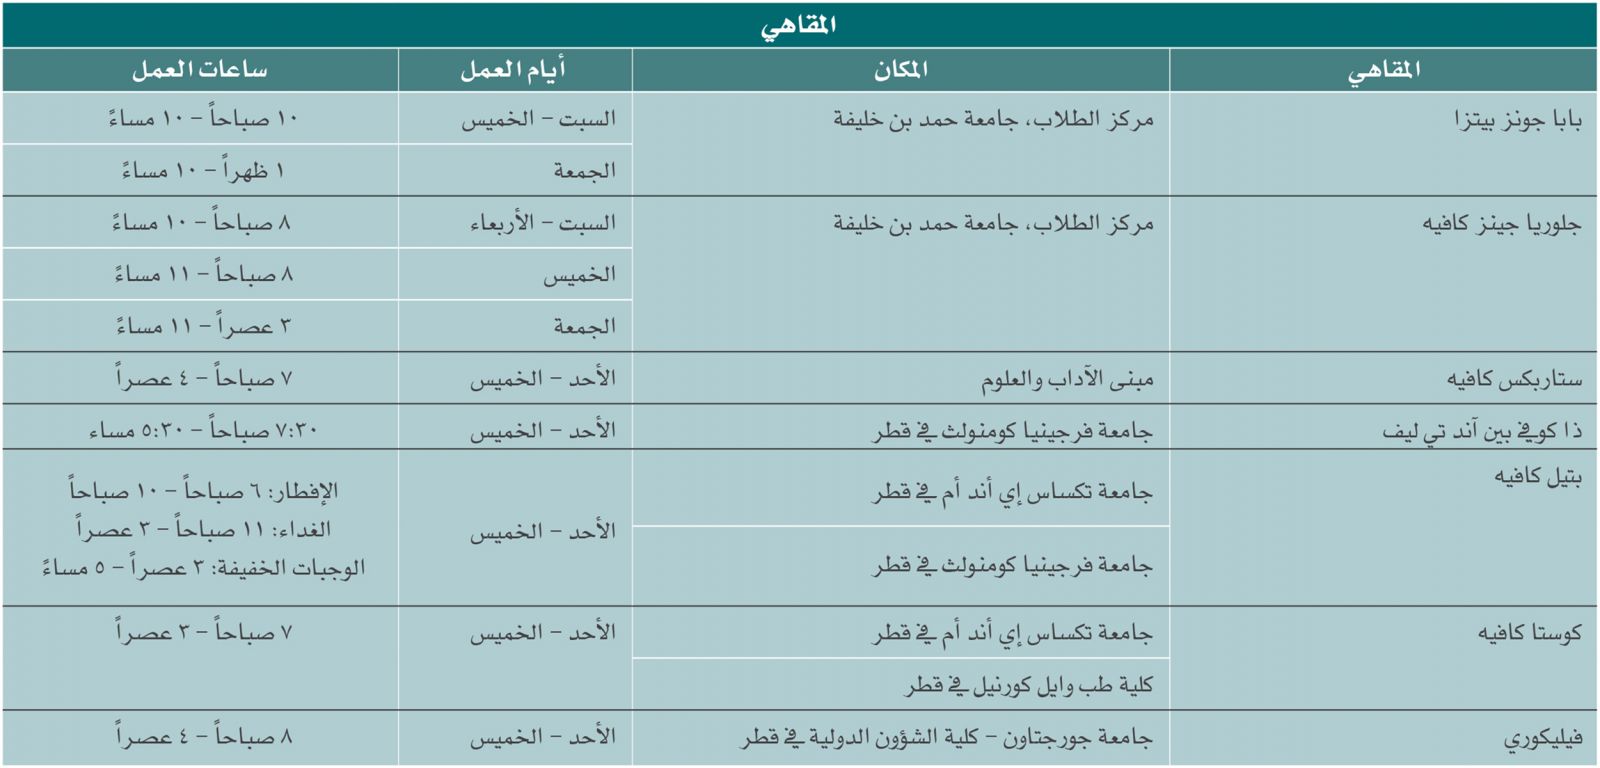 المقاهي
المقاهي المكان أيام العمل ساعات العمل
بابا جونز بيتزا مركز الطلاب، جامعة حمد بن خليفة السبت – الخميس ١٠ صباحاً – ١٠ مساءً
الجمعة ١ ظهراً – ١٠ مساءً
جلوريا جينز كافيه مركز الطلاب، جامعة حمد بن خليفة السبت – الأربعاء ٨ صباحاً – ١٠ مساءً
الخميس ٨ صباحاً – ١١ مساءً
الجمعة ٣ عصراً – ١١ مساءً
ستاربكس كافيه مبنى الآداب والعلوم الأحد – الخميس ٧ صباحاً – ٤ عصراً
ذا كوفي بين آند تي ليف جامعة فرجينيا كومنولث في قطر الأحد – الخميس ٧:٣٠ صباحاً – ٥:٣٠ مساء
بتيل كافيه جامعة تكساس إي أند أم في قطر الأحد – الخميس الإفطار: ٦ صباحاً – ١٠ صباحاً
الغداء: ١١ صباحاً – ٣ عصراً
جامعة فرجينيا كومنولث في قطر الوجبات الخفيفة: ٣ عصراً – ٥ مساءً
كوستا كافيه جامعة تكساس إي أند أم في قطر الأحد – الخميس ٧ صباحاً – ٣ عصراً
كلية طب وايل كورنيل في قطر
فيليكوري جامعة جورجتاون – كلية الشؤون الدولية في قطر الأحد – الخميس ٨ صباحاً – ٤ عصراً